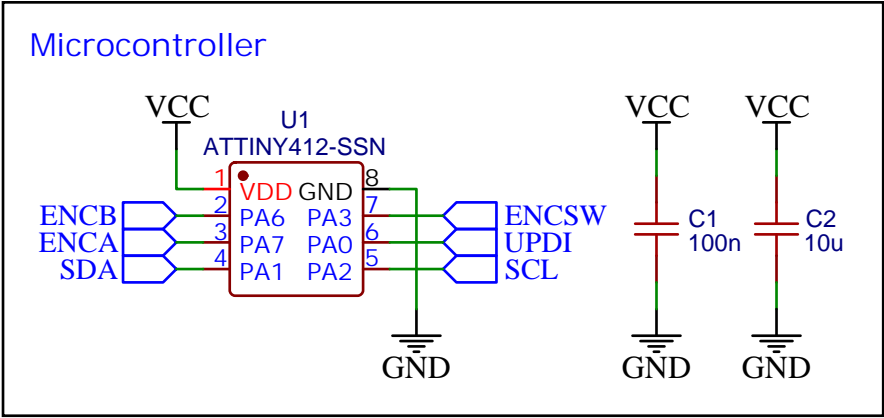 Microcontroller
VCC
U1
ATTINY412-SSN
1 VDD GND 8
ENCB 2 PA6 PA3 7 ENCSW
ENCA 3 PA7 PA0 6 UPDI
SDA 4 PA1 PA2 5 SCL
GND
VCC
C1
100n
GND
VCC
C2
10u
GND